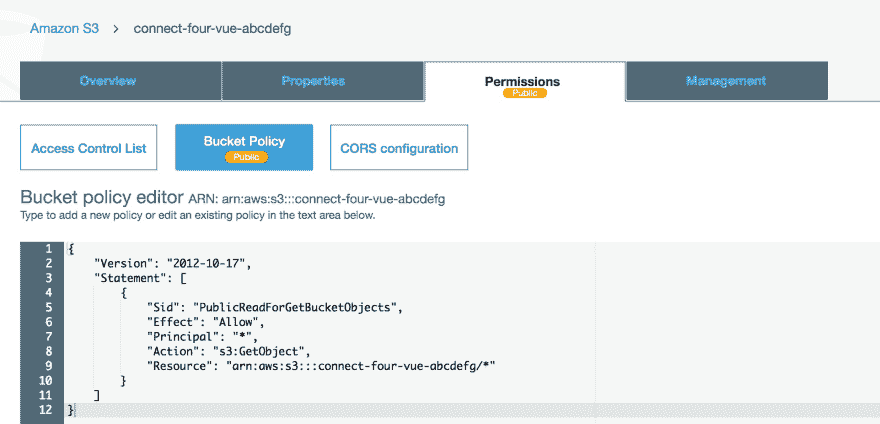 Amazon S3 > connect-four-vue-abcdefg
Overview Properties Permissions Management
Public
Access Control List Bucket Policy CORS configuration
Public
Bucket policy editor ARN: arn:aws:s3:::connect-four-vue-abcdefg
Type to add a new policy or edit an existing policy in the text area below.
1 {
2 "Version": "2012-10-17",
3 "Statement": [
4 {
5 "Sid": "PublicReadForGetBucketObjects",
6 "Effect": "Allow",
7 "Principal": "*",
8 "Action": "s3:GetObject",
9 "Resource": "arn:aws:s3:::connect-four-vue-abcdefg/*"
10 }
11 ]
12 }